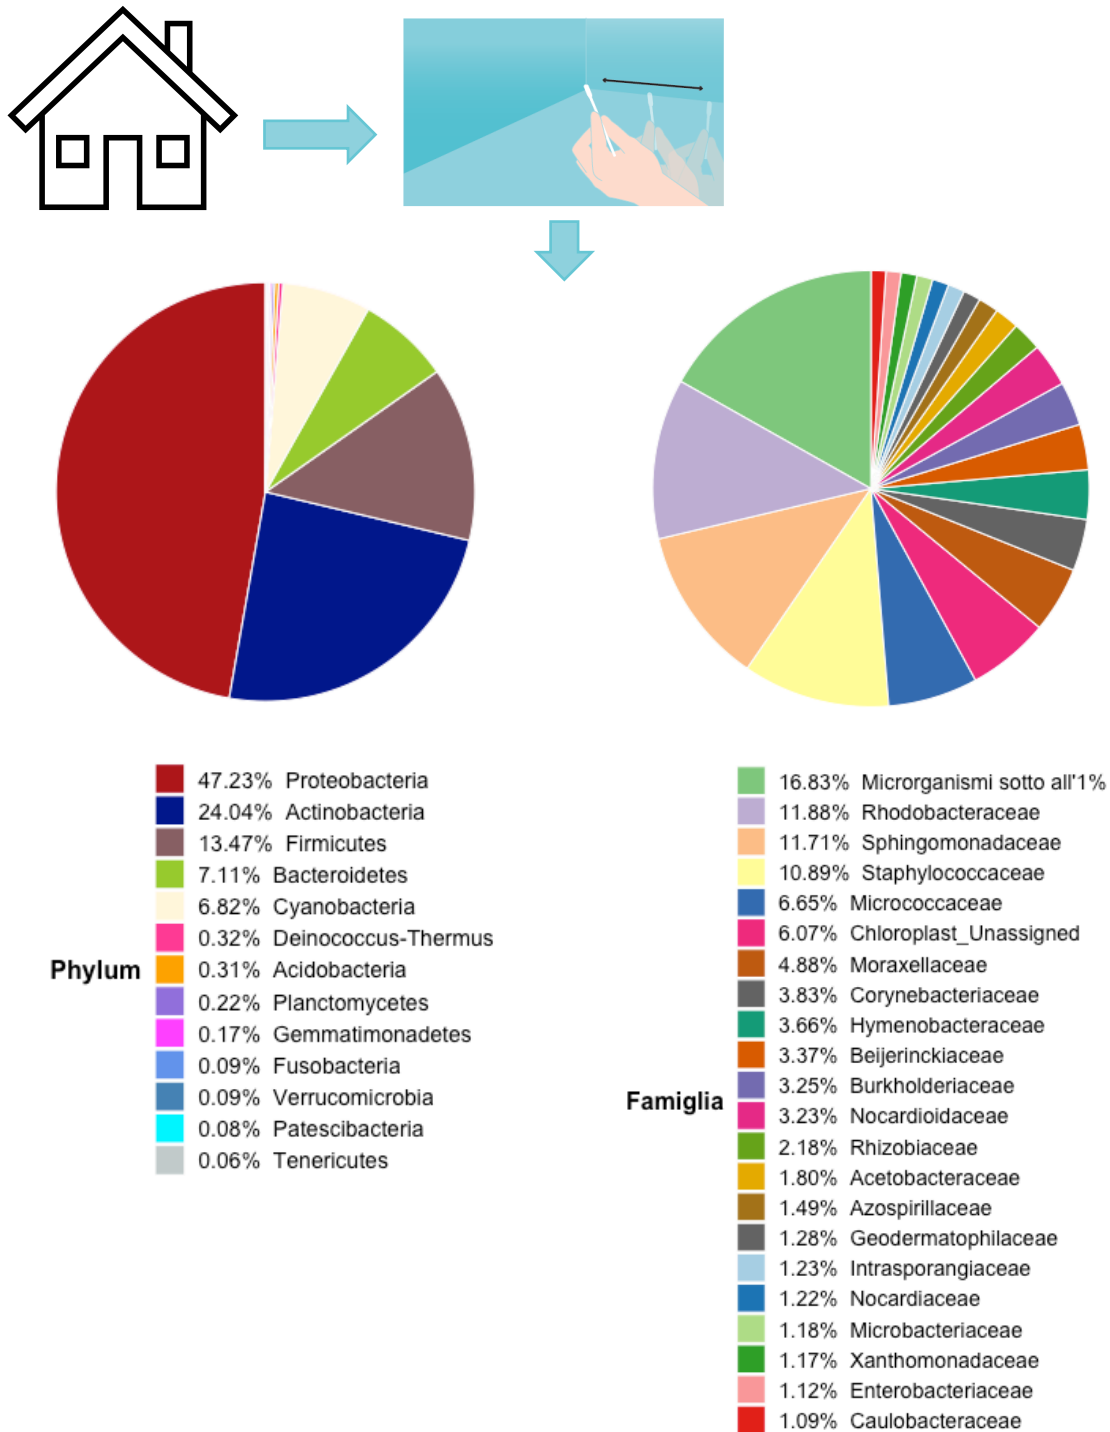 Phylum
47.23% Proteobacteria
24.04% Actinobacteria
13.47% Firmicutes
7.11% Bacteroidetes
6.82% Cyanobacteria
0.32% Deinococcus-Thermus
0.31% Acidobacteria
0.22% Planctomycetes
0.17% Gemmatimonadetes
0.09% Fusobacteria
0.09% Verrucomicrobia
0.08% Patescibacteria
0.06% Tenericutes
Famiglia
16.83% Microrganismi sotto all'1%
11.88% Rhodobacteraceae
11.71% Sphingomonadaceae
10.89% Staphylococcaceae
6.65% Micrococcaceae
6.07% Chloroplast_Unassigned
4.88% Moraxellaceae
3.83% Corynebacteriaceae
3.66% Hymenobacteraceae
3.37% Beijerinckiaceae
3.25% Burkholderiaceae
3.23% Nocardioidaceae
2.18% Rhizobiaceae
1.80% Acetobacteraceae
1.49% Azospirillaceae
1.28% Geodermatophilaceae
1.23% Intrasporangiaceae
1.22% Nocardiaceae
1.18% Microbacteriaceae
1.17% Xanthomonadaceae
1.12% Enterobacteriaceae
1.09% Caulobacteraceae